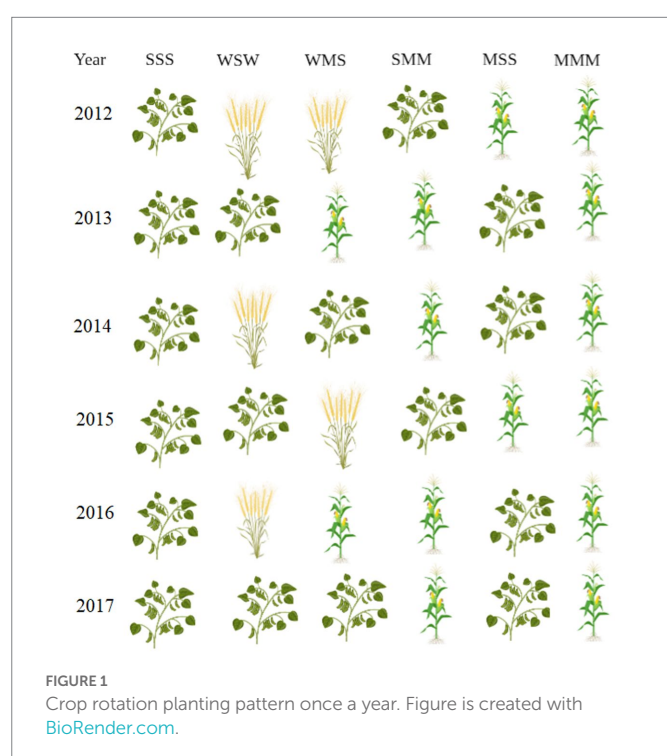 Year SSS WSW WMS SMM MSS MMM
2012
2013
2014
2015
2016
2017
FIGURE 1
Crop rotation planting pattern once a year. Figure is created with
BioRender.com.